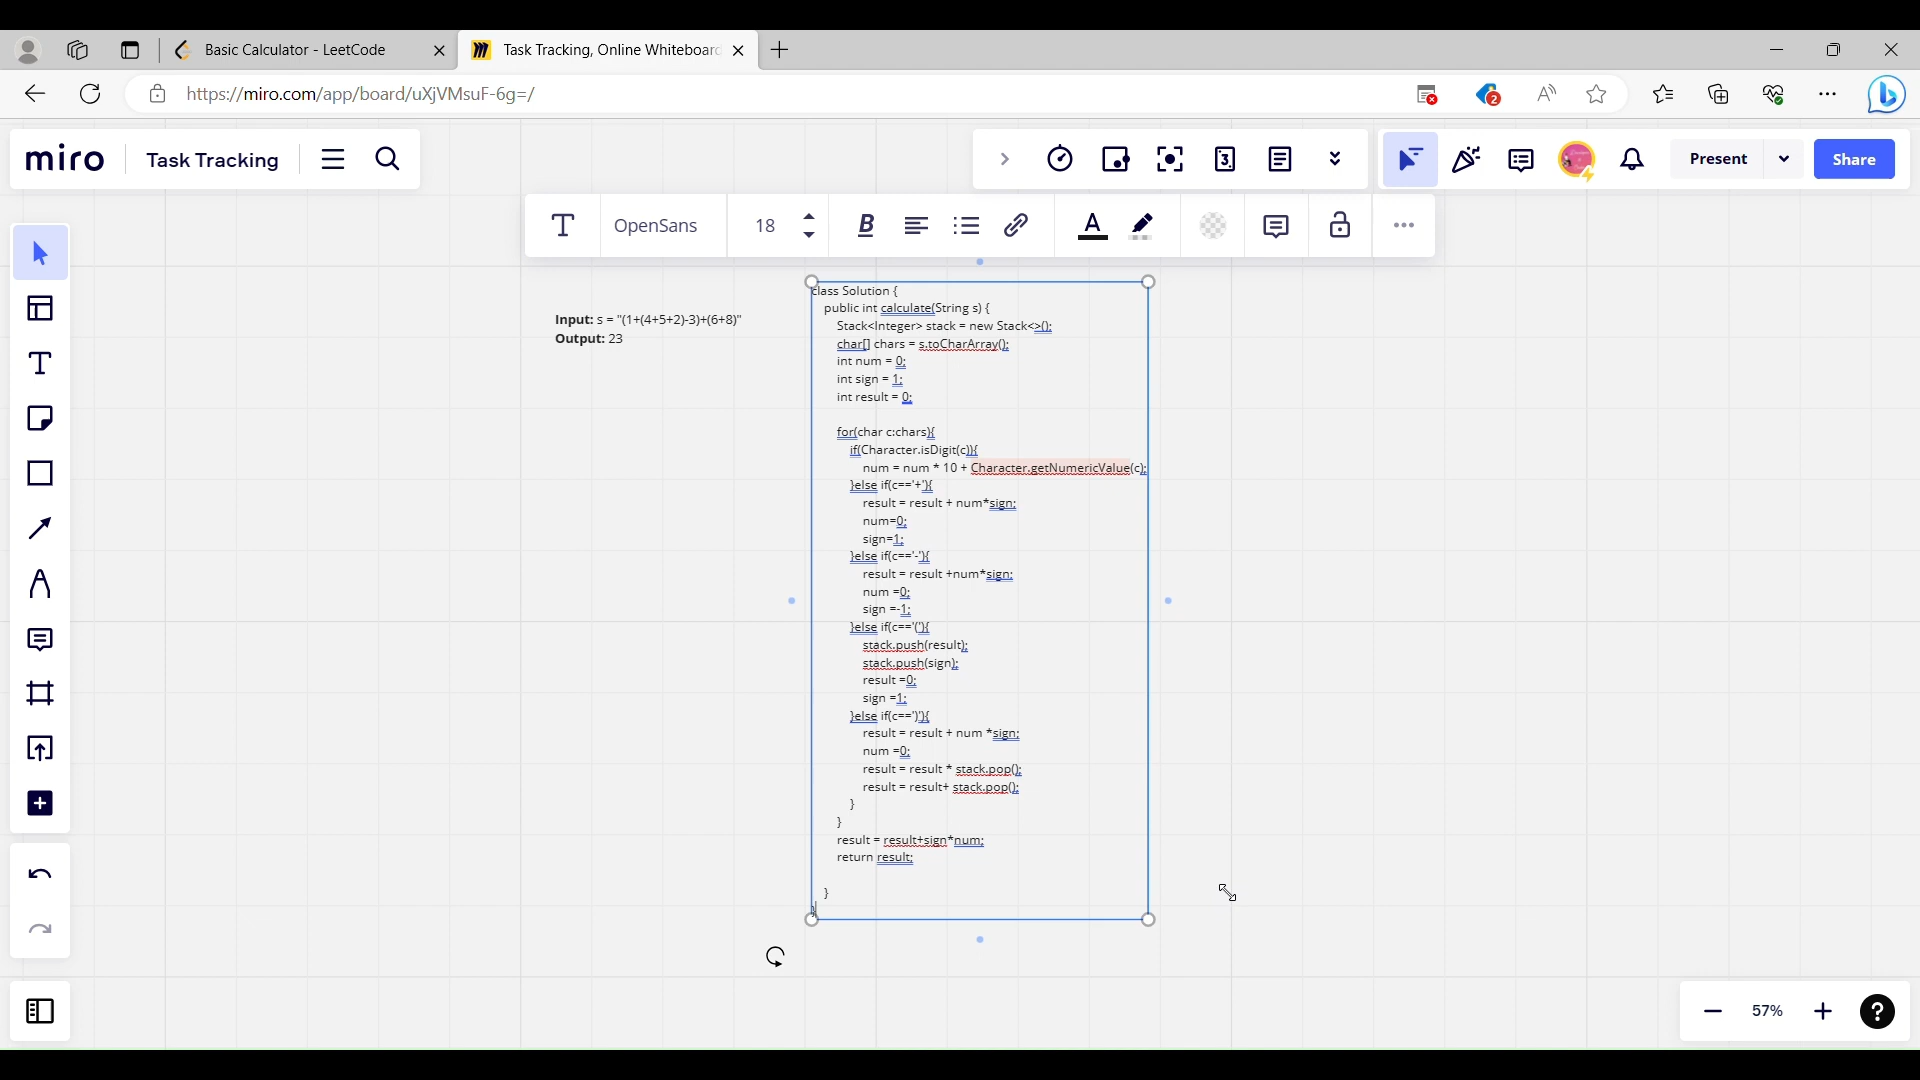 Basic Calculator - LeetCode
Task Tracking, Online Whiteboard
https://miro.com/app/board/uXjVMsuF-6g=/
2
miro
Task Tracking
3.
Present
Share
T
OpenSans
18
B
A
Input: s = "(1+(4+5+2)-3)+(6+8)"
Output: 23
class Solution {
public int calculate(String s) {
Stack<Integer> stack = new Stack<>();
char[] chars = s.toCharArray();
int num = 0;
int sign = 1;
int result = 0;
for(char c:chars){
if(Character.isDigit(c)){
num = num * 10 + Character.getNumericValue(c);
}else if(c=='+'){
result = result + num*sign;
num=0;
sign=1;
}else if(c=='-'){
result = result +num*sign;
num =0;
sign =-1;
}else if(c=='('){
stack.push(result);
stack.push(sign);
result =0;
sign =1;
}else if(c==')'){
result = result + num *sign;
num =0;
result = result * stack.pop();
result = result+ stack.pop();
}
}
result = result+sign*num;
return result;
}
}
57%